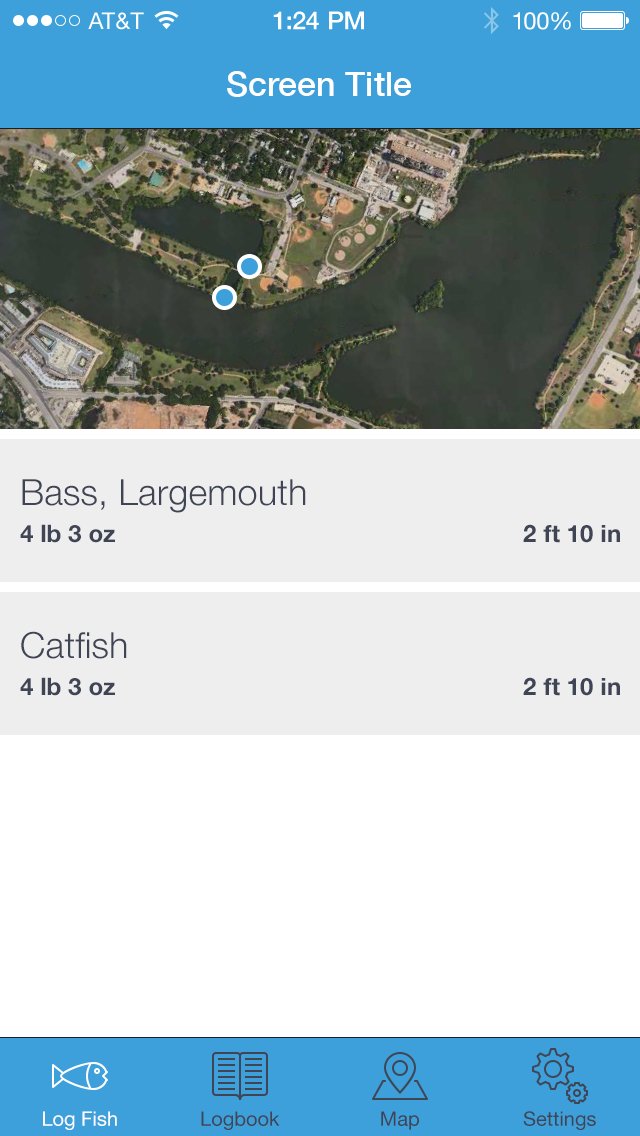 AT&T 1:24 PM 100%
Screen Title
Bass, Largemouth
4 lb 3 oz 2 ft 10 in
Catfish
4 lb 3 oz 2 ft 10 in
Log Fish Logbook Map Settings